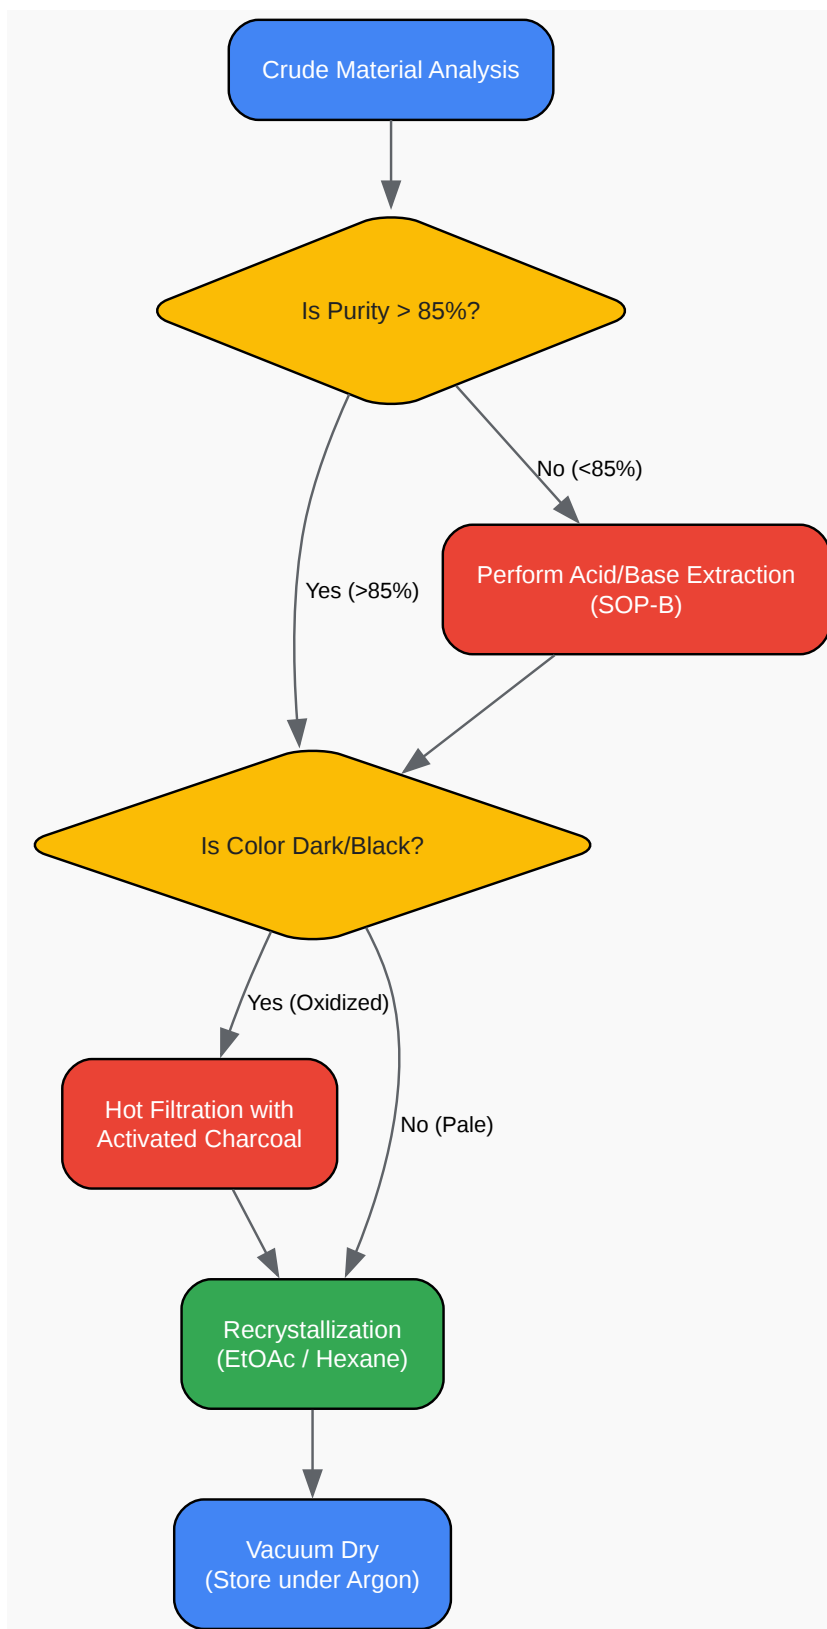 Crude Material Analysis
Is Purity > 85%?
No (<85%)
Yes (>85%)
Perform Acid/Base Extraction
(SOP-B)
Is Color Dark/Black?
Yes (Oxidized)
Hot Filtration with
Activated Charcoal
No (Pale)
Recrystallization
(EtOAc / Hexane)
Vacuum Dry
(Store under Argon)